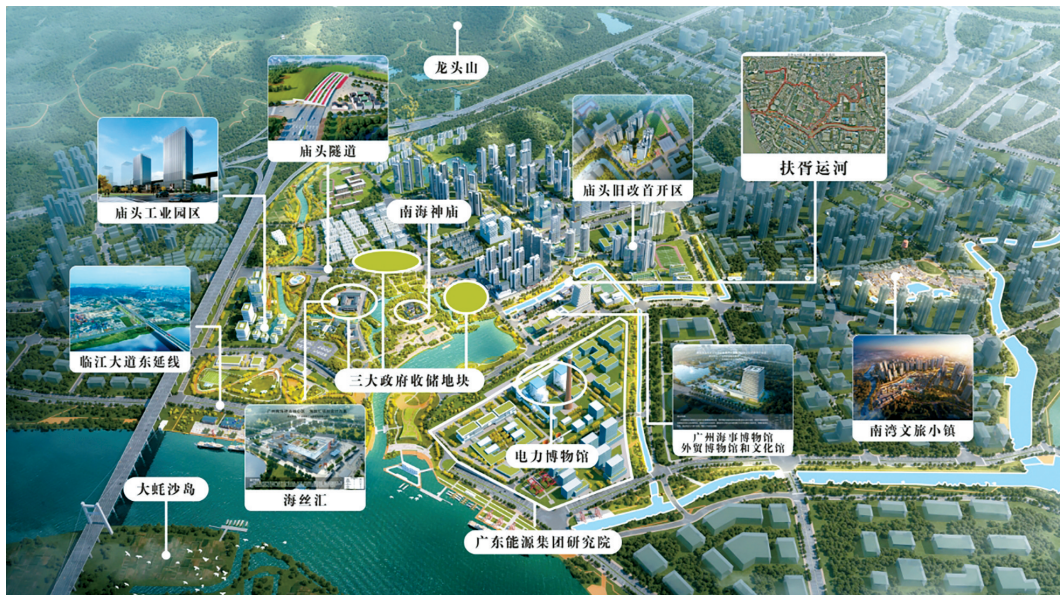 龙头山
庙头隧道
扶胥运河
庙头工业园区
庙头旧改首开区
南海神庙
临江大道东延线
三大政府收储地块
南湾文旅小镇
广州海事博物馆
外贸博物馆和文化馆
电力博物馆
大蚝沙岛
海丝汇
广东能源集团研究院